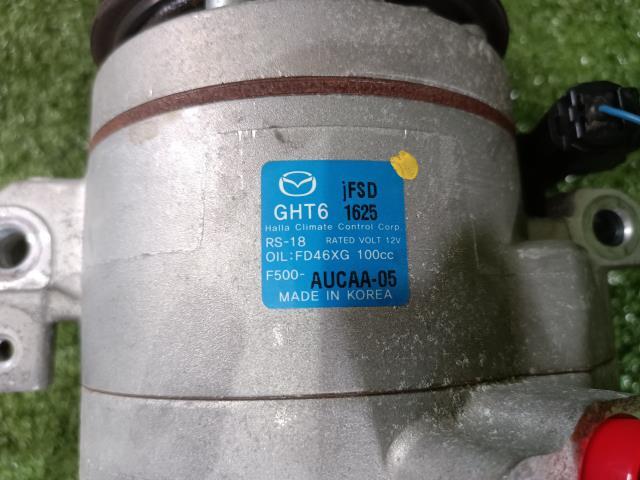 jFSD
GHT6 1625
Halla Climate Control Corp.
RS-18 RATED VOLT 12V
OIL:FD46XG 100cc
F500-AUCAA-05
MADE IN KOREA